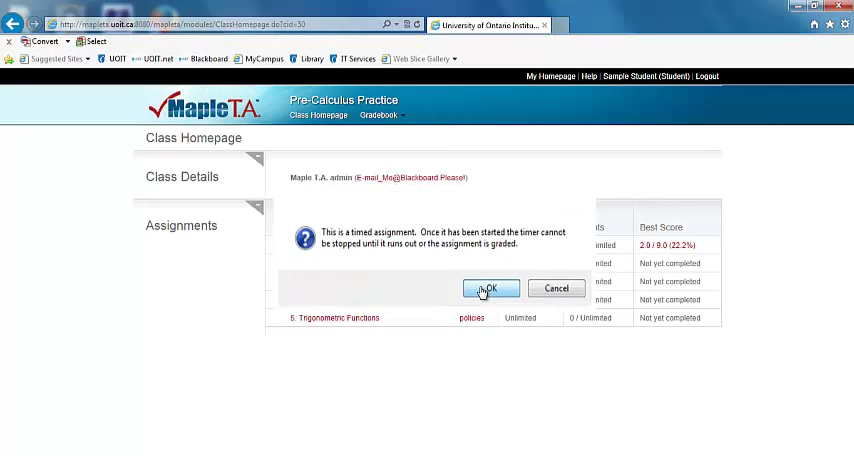 http://mapleta.uoit.ca:8080/mapleta/modules/ClassHomepage.do?cid=50
University of Ontario Institu...
Convert
Select
Suggested Sites
UOIT
UOIT.net
Blackboard
MyCampus
Library
IT Services
Web Slice Gallery
My Homepage | Help | Sample Student (Student) | Logout
MapleT.A.
Pre-Calculus Practice
Class Homepage Gradebook
Class Homepage
Class Details
Maple T.A. admin (E-mail_Me@Blackboard Please!)
Assignments
Best Score
This is a timed assignment. Once it has been started the timer cannot
be stopped until it runs out or the assignment is graded.
2.0 / 9.0 (22.2%)
Not yet completed
Not yet completed
OK Cancel
Not yet completed
Not yet completed
5. Trigonometric Functions policies Unlimited 0 / Unlimited Not yet completed